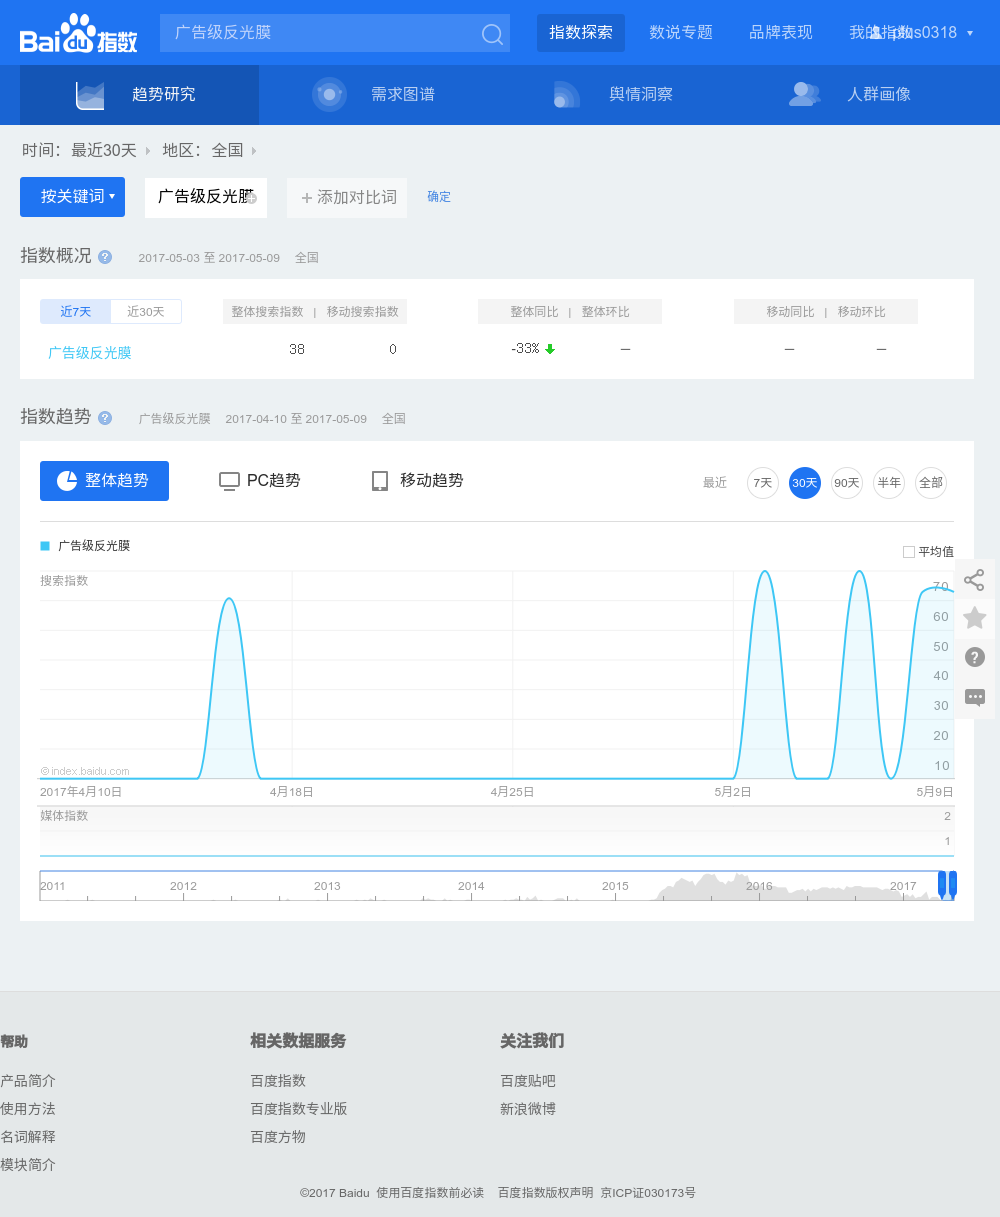 Bai du 指数
广告级反光膜
指数探索 数说专题 品牌表现 我的指数
趋势研究 需求图谱 舆情洞察 人群画像
时间： 最近30天 地区： 全国
按关键词 广告级反光膜 + 添加对比词 确定
指数概况 ? 2017-05-03 至 2017-05-09 全国
近7天 近30天 整体搜索指数 | 移动搜索指数 整体同比 | 整体环比 移动同比 | 移动环比
广告级反光膜 38 0 -33% — — —
指数趋势 ? 广告级反光膜 2017-04-10 至 2017-05-09 全国
整体趋势 PC趋势 移动趋势 最近 7天 30天 90天 半年 全部
广告级反光膜
平均值
搜索指数
70
60
50
40
30
20
10
©index.baidu.com
2017年4月10日 4月18日 4月25日 5月2日 5月9日
媒体指数 2
1
2011 2012 2013 2014 2015 2016 2017
帮助 相关数据服务 关注我们
产品简介 百度指数 百度贴吧
使用方法 百度指数专业版 新浪微博
名词解释 百度方物
模块简介
©2017 Baidu 使用百度指数前必读 百度指数版权声明 京ICP证030173号